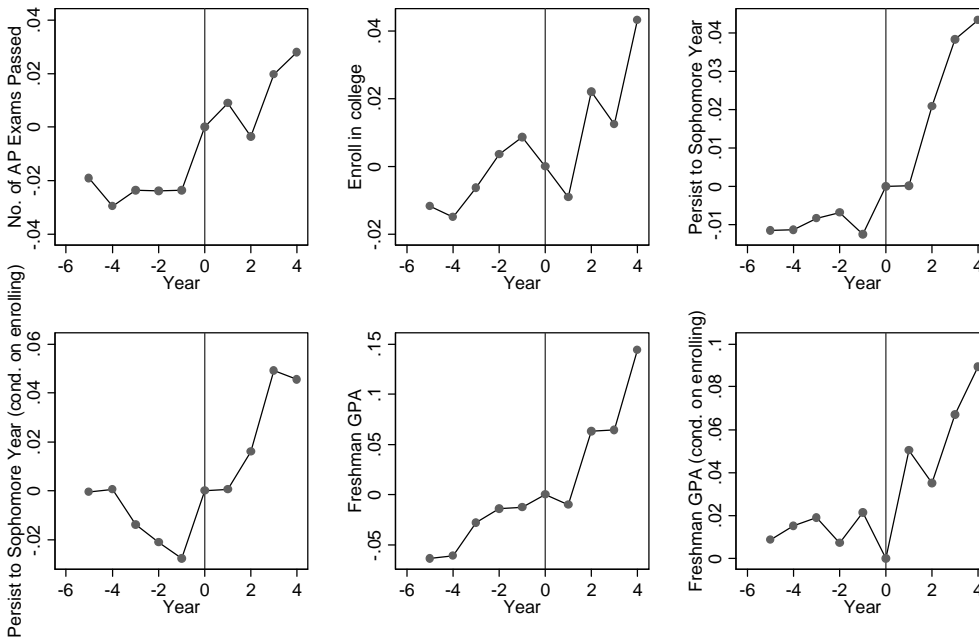 No. of AP Exams Passed
.04
.02
0
-.02
-.04
-6 -4 -2 0 2 4
Year
Enroll in college
.04
.02
0
-.02
-6 -4 -2 0 2 4
Year
Persist to Sophomore Year
.04
.03
.02
.01
0
-.01
-6 -4 -2 0 2 4
Year
Persist to Sophomore Year (cond. on enrolling)
.06
.04
.02
0
-.02
-6 -4 -2 0 2 4
Year
Freshman GPA
.15
.1
.05
0
-.05
-6 -4 -2 0 2 4
Year
Freshman GPA (cond. on enrolling)
.1
.08
.06
.04
.02
0
-6 -4 -2 0 2 4
Year